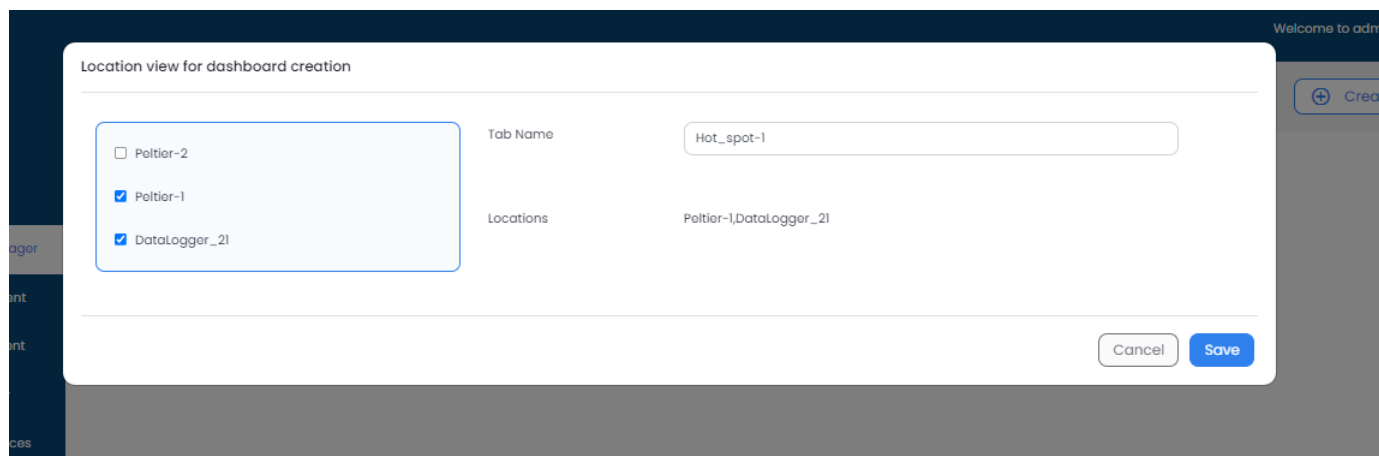 Welcome to adm
Location view for dashboard creation
Crea
Peltier-2
Peltier-1
DataLogger_21
Tab Name
Hot_spot-1
Locations
Peltier-1,DataLogger_21
ager
ent
ent
ces
Cancel
Save